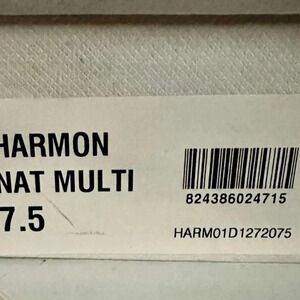 HARMON
NAT MULTI
7.5
824386024715
HARM01D1272075